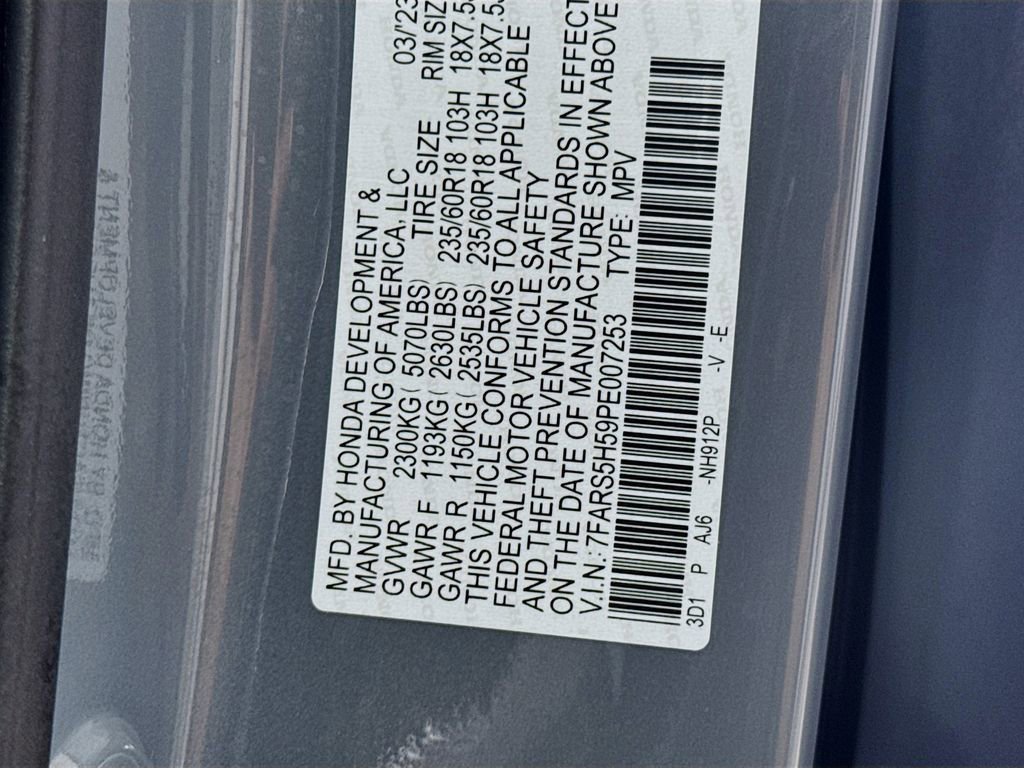 MFD. BY HONDA DEVELOPMENT & 03/'23
MANUFACTURING OF AMERICA, LLC
GVWR 2300KG ( 5070LBS) TIRE SIZE RIM SIZ
GAWR F 1193KG ( 2630LBS) 235/60R18 103H 18X7.5
GAWR R 1150KG ( 2535LBS) 235/60R18 103H 18X7.5
THIS VEHICLE CONFORMS TO ALL APPLICABLE
FEDERAL MOTOR VEHICLE SAFETY
AND THEFT PREVENTION STANDARDS IN EFFECT
ON THE DATE OF MANUFACTURE SHOWN ABOVE
V.I.N.: 7FARS5H59PE007253 TYPE: MPV
3D1 P AJ6 -NH912P -V -E